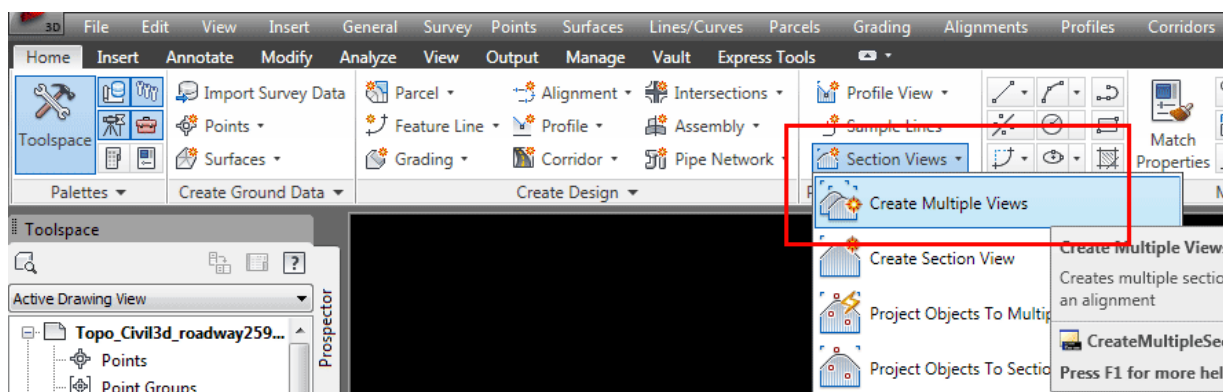 3D File Edit View Insert General Survey Points Surfaces Lines/Curves Parcels Grading Alignments Profiles Corridors
Home Insert Annotate Modify Analyze View Output Manage Vault Express Tools
Toolspace
Import Survey Data
Points
Surfaces
Parcel
Feature Line
Grading
Alignment
Profile
Corridor
Intersections
Assembly
Pipe Network
Profile View
Sample Lines
Section Views
Match
Properties
Palettes
Create Ground Data
Create Design
Create Multiple Views
Create Section View
Project Objects To Multip
Project Objects To Sectio
Create Multiple Views
Creates multiple sectio
an alignment
CreateMultipleSe
Press F1 for more hel
Toolspace
Active Drawing View
Topo_Civil3d_roadway259...
Points
Point Groups
Prospector